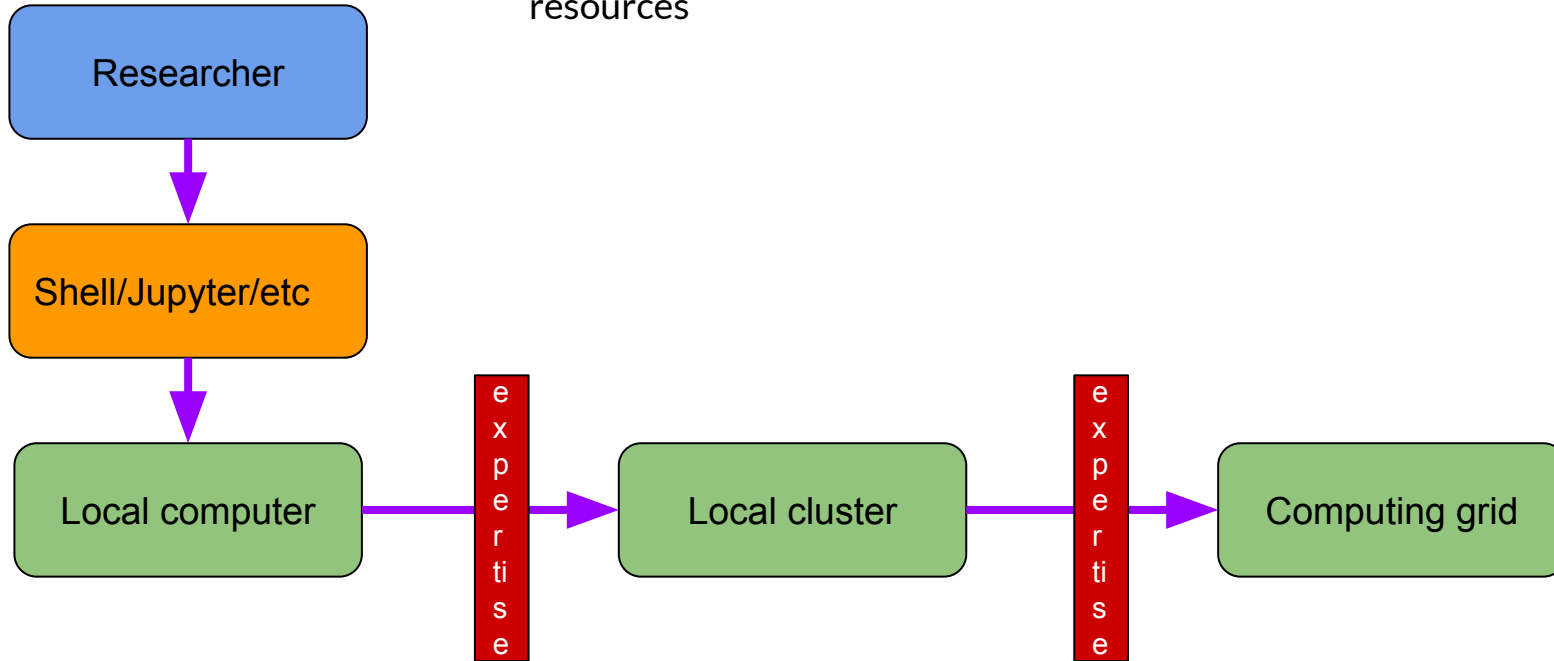 resources
Researcher
Shell/Jupyter/etc
Local computer
e
x
p
e
r
ti
s
e
Local cluster
e
x
p
e
r
ti
s
e
Computing grid